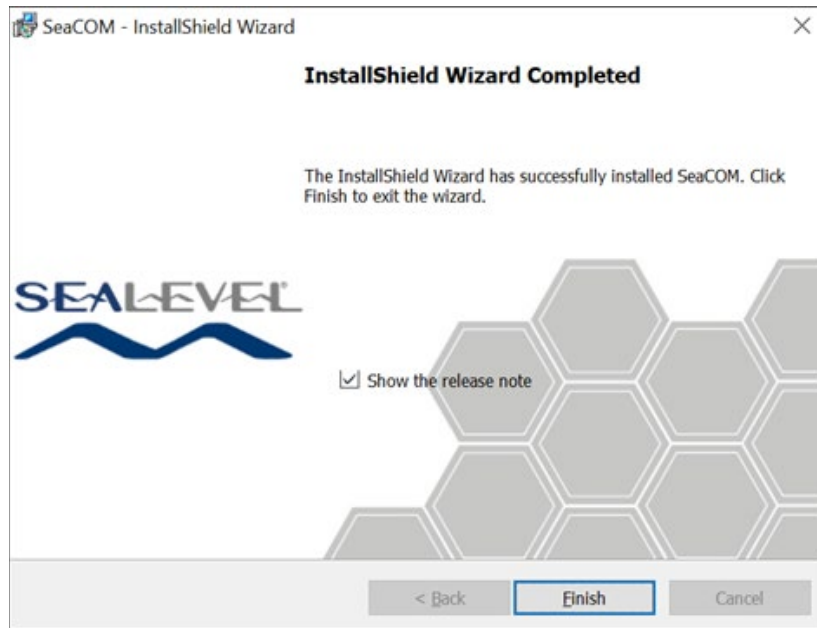 SeaCOM - InstallShield Wizard
InstallShield Wizard Completed
The InstallShield Wizard has successfully installed SeaCOM. Click
Finish to exit the wizard.
SEALEVEL®
Show the release note
< Back
Finish
Cancel